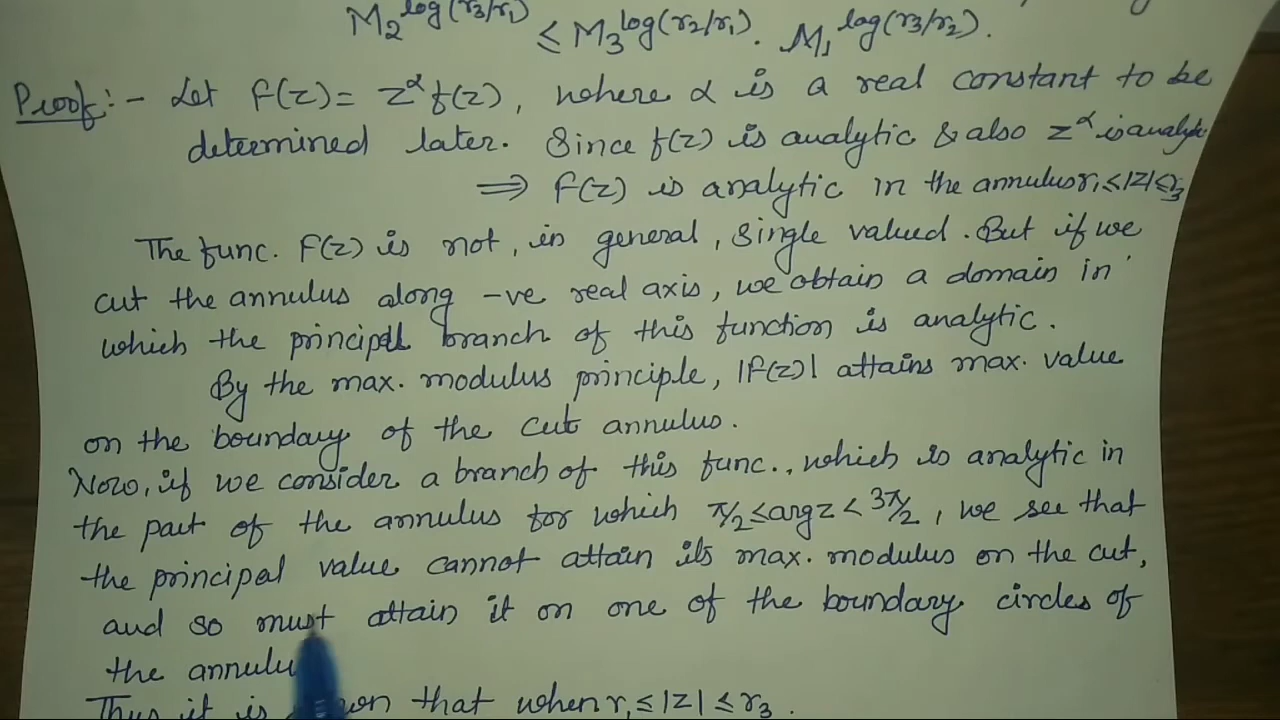 M₂^log(r₃/r₁) ≤ M₃^log(r₂/r₁). M₁^log(r₃/r₂).
Proof:- Let F(z) = z^α f(z), where α is a real constant to be
determined later. Since f(z) is analytic & also z^α is analytic
⟹ F(z) is analytic in the annulus r₁≤|z|≤r₃
The func. F(z) is not, in general, single valued. But if we
cut the annulus along -ve real axis, we obtain a domain in
which the principal branch of this function is analytic.
By the max. modulus principle, |F(z)| attains max. value
on the boundary of the cut annulus.
Now, if we consider a branch of this func., which is analytic in
the part of the annulus for which π/2≤argz<3π/2, we see that
the principal value cannot attain its max. modulus on the cut,
and so must attain it on one of the boundary circles of
the annulu
Thus it is that when r₁≤|z|≤r₃.